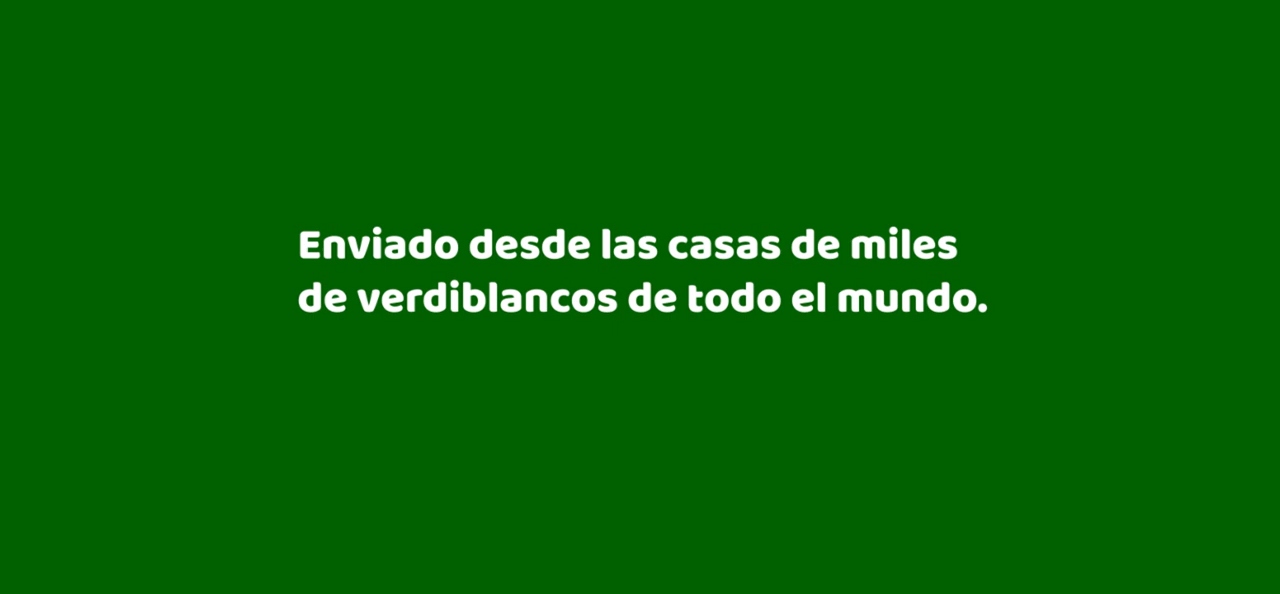 Enviado desde las casas de miles
de verdiblancos de todo el mundo.